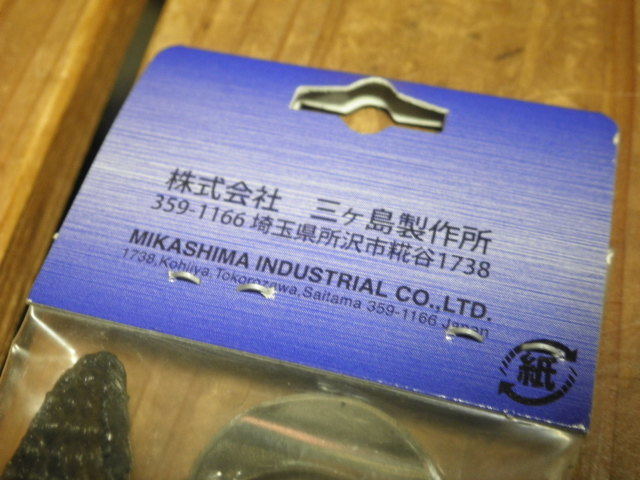 株式会社 三ヶ島製作所
359-1166 埼玉県所沢市糀谷1738
MIKASHIMA INDUSTRIAL CO.,LTD.
1738,Kohjiya,Tokorozawa,Saitama 359-1166 Japan
紙